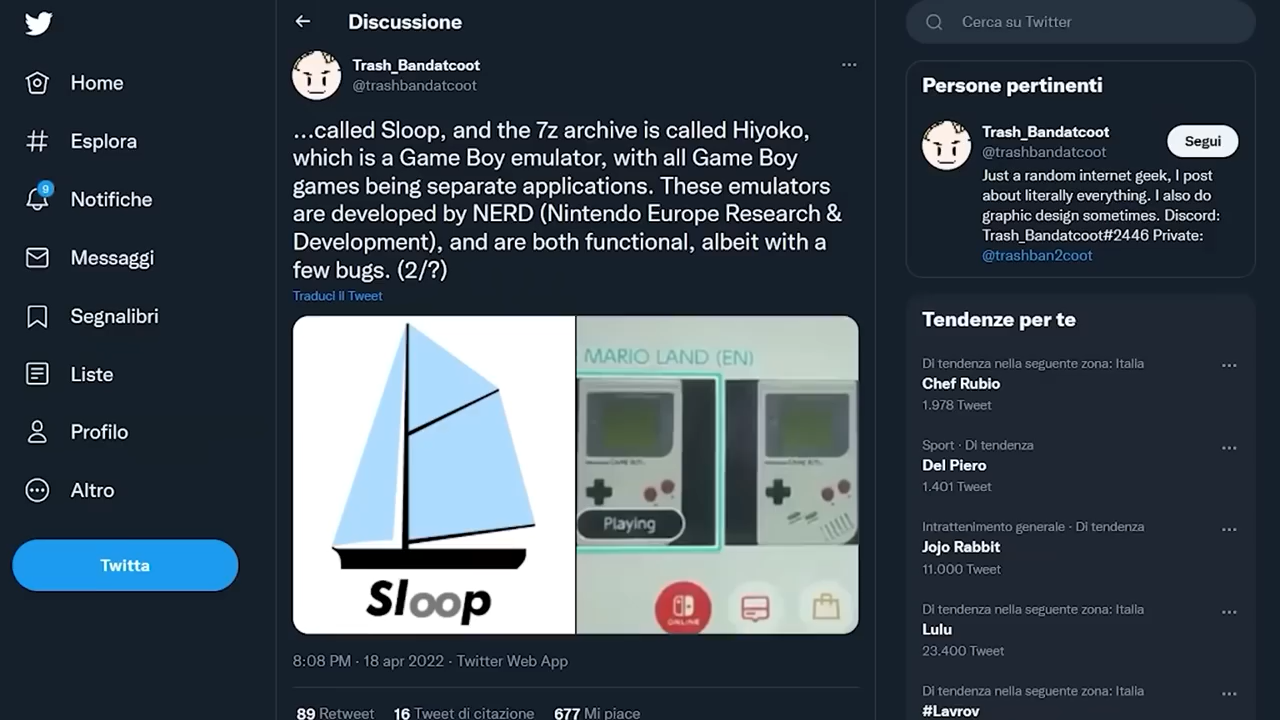 Discussione
Cerca su Twitter
Home
Esplora
9
Notifiche
Messaggi
Segnalibri
Liste
Profilo
Altro
Twitta
Trash_Bandatcoot
@trashbandatcoot
...called Sloop, and the 7z archive is called Hiyoko,
which is a Game Boy emulator, with all Game Boy
games being separate applications. These emulators
are developed by NERD (Nintendo Europe Research &
Development), and are both functional, albeit with a
few bugs. (2/?)
Traduci il Tweet
Sloop
MARIO LAND (EN)
Playing
ONLINE
8:08 PM · 18 apr 2022 · Twitter Web App
89 Retweet 16 Tweet di citazione 677 Mi piace
Persone pertinenti
Trash_Bandatcoot
@trashbandatcoot
Segui
Just a random internet geek, I post
about literally everything. I also do
graphic design sometimes. Discord:
Trash_Bandatcoot#2446 Private:
@trashban2coot
Tendenze per te
Di tendenza nella seguente zona: Italia
Chef Rubio
1.978 Tweet
Sport · Di tendenza
Del Piero
1.401 Tweet
Intrattenimento generale · Di tendenza
Jojo Rabbit
11.000 Tweet
Di tendenza nella seguente zona: Italia
Lulu
23.400 Tweet
Di tendenza nella seguente zona: Italia
#Lavrov